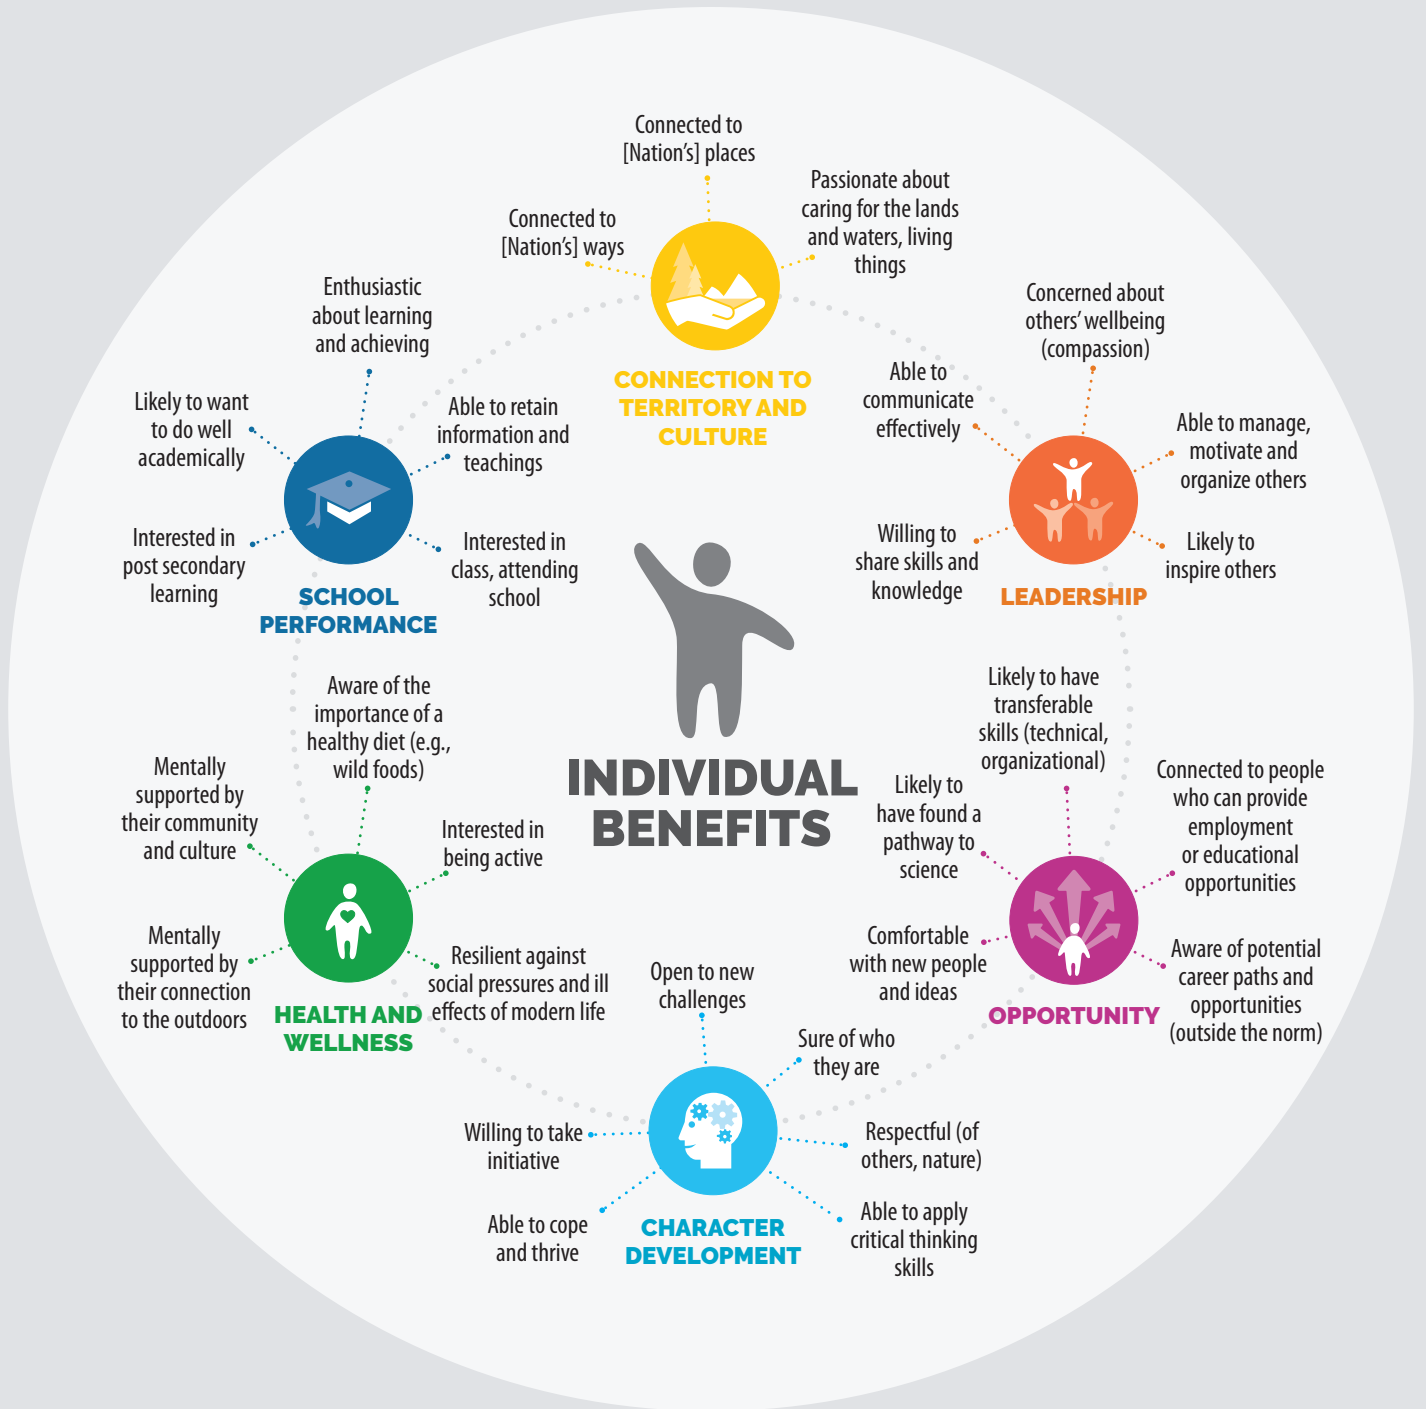 Connected to
[Nation's] places
Connected to
[Nation's] ways
Passionate about
caring for the lands
and waters, living
things
CONNECTION TO
TERRITORY AND
CULTURE
Enthusiastic
about learning
and achieving
Likely to want
to do well
academically
Able to retain
information and
teachings
Interested in
post secondary
learning
Interested in
class, attending
school
SCHOOL
PERFORMANCE
Concerned about
others' wellbeing
(compassion)
Able to
communicate
effectively
Able to manage,
motivate and
organize others
Willing to
share skills and
knowledge
Likely to
inspire others
LEADERSHIP
INDIVIDUAL
BENEFITS
Aware of the
importance of a
healthy diet (e.g.,
wild foods)
Mentally
supported by
their community
and culture
Interested in
being active
Mentally
supported by
their connection
to the outdoors
Resilient against
social pressures and ill
effects of modern life
HEALTH AND
WELLNESS
Likely to have
transferable
skills (technical,
organizational)
Likely to
have found a
pathway to
science
Connected to people
who can provide
employment
or educational
opportunities
Comfortable
with new people
and ideas
Aware of potential
career paths and
opportunities
(outside the norm)
OPPORTUNITY
Open to new
challenges
Sure of who
they are
Willing to take
initiative
Respectful (of
others, nature)
Able to cope
and thrive
Able to apply
critical thinking
skills
CHARACTER
DEVELOPMENT